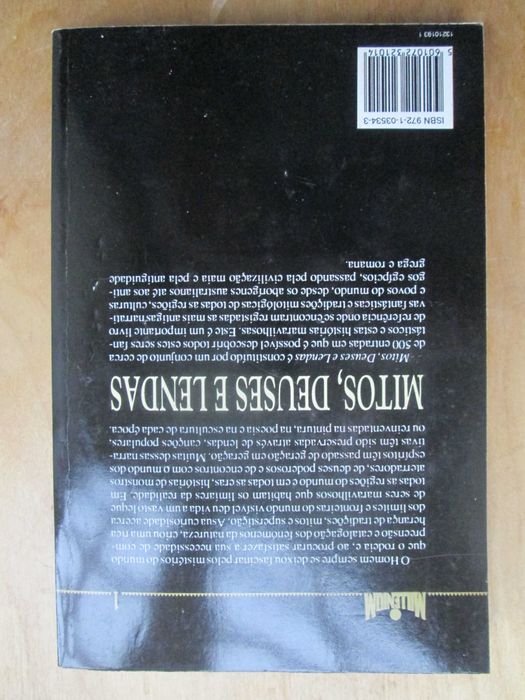 MILLENIUM
1
O Homem sempre se deixou fascinar pelos mistérios do mundo
que o rodeia e, ao procurar satisfazer a sua necessidade de com-
preensão e catalogação dos fenómenos da natureza, criou uma rica
herança de tradições, mitos e superstição. A sua curiosidade acerca
dos limites e fronteiras do mundo visível deu vida a um vasto leque
de seres maravilhosos que habitam os limiares da realidade. Em
todas as regiões do mundo e em todas as eras, histórias de monstros
aterradores, de deuses poderosos e de encontros com o mundo dos
espíritos têm passado de geração em geração. Muitas dessas narra-
tivas têm sido preservadas através de lendas, canções populares,
ou reinventadas na pintura, na poesia e na escultura de cada época.
MITOS, DEUSES E LENDAS
Mitos, Deuses e Lendas é constituído por um conjunto de cerca
de 500 entradas em que é possível descobrir todos estes seres fan-
tásticos e estas histórias maravilhosas. Este é um importante livro
de referência onde se encontram registadas as mais antigas narrati-
vas fantásticas e tradições mitológicas de todas as regiões, culturas
e povos do mundo, desde os aborígenes australianos até aos anti-
gos egípcios, passando pela civilização maia e pela antiguidade
grega e romana.
ISBN 972-1-03534-3
5601072321014
1321019 1